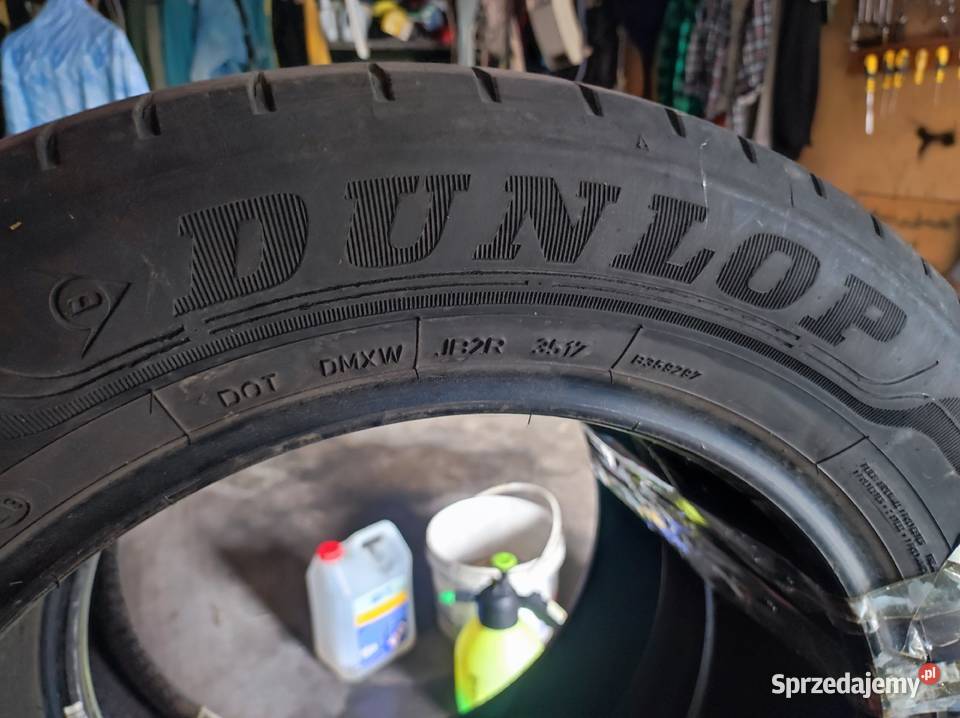 DUNLOP
DOT DMXW JB2R 3517
Sprzedajemy.pl